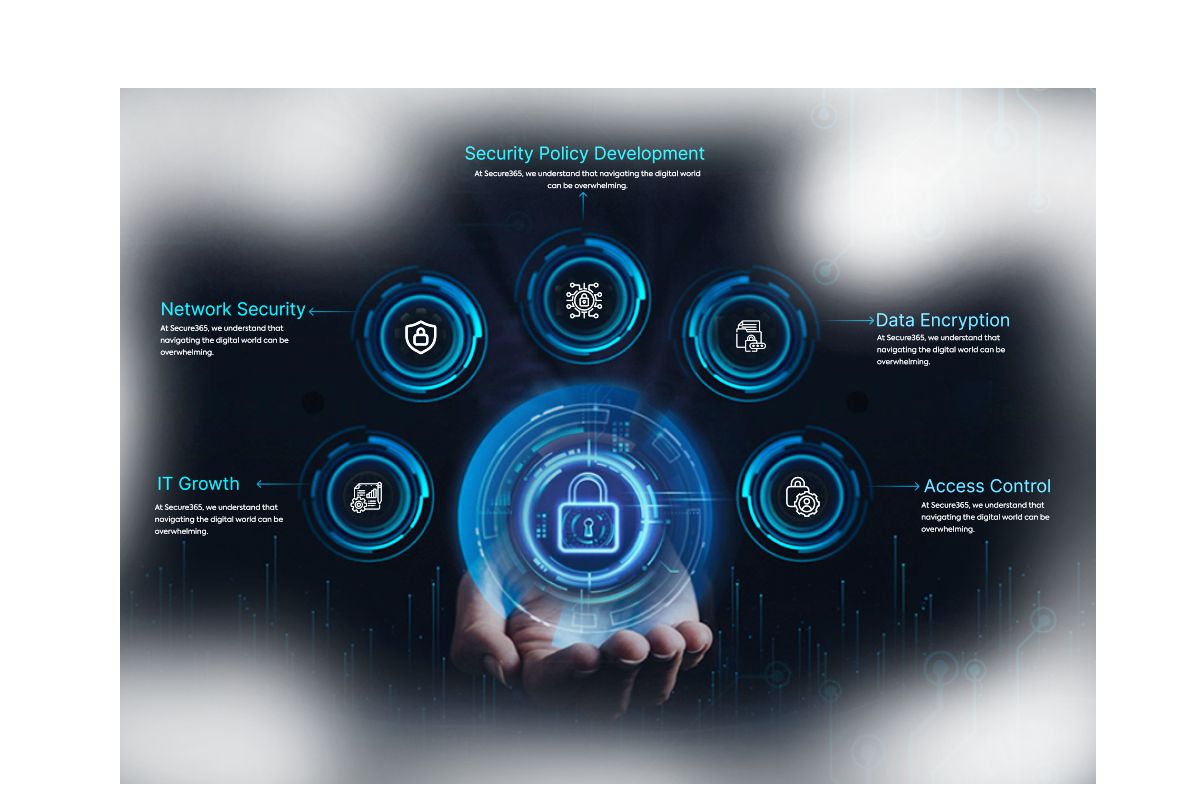 Security Policy Development
At Secure365, we understand that navigating the digital world
can be overwhelming.
Network Security
At Secure365, we understand that
navigating the digital world can be
overwhelming.
Data Encryption
At Secure365, we understand that
navigating the digital world can be
overwhelming.
IT Growth
At Secure365, we understand that
navigating the digital world can be
overwhelming.
Access Control
At Secure365, we understand that
navigating the digital world can be
overwhelming.